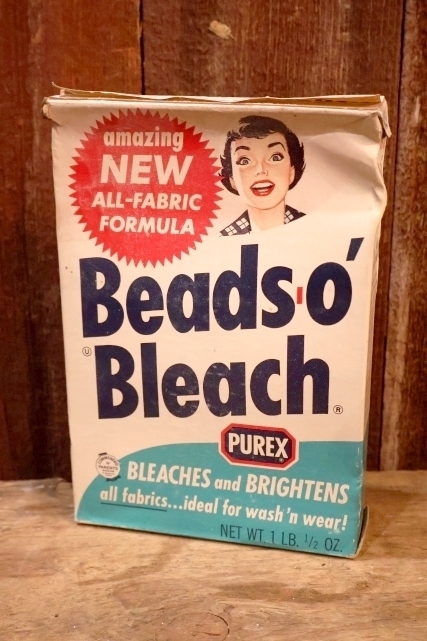 amazing
NEW
ALL-FABRIC
FORMULA
Beads-o'
Bleach
®
PUREX
BLEACHES and BRIGHTENS
all fabrics...ideal for wash'n wear!
NET WT. 1 LB. 1/2 OZ.